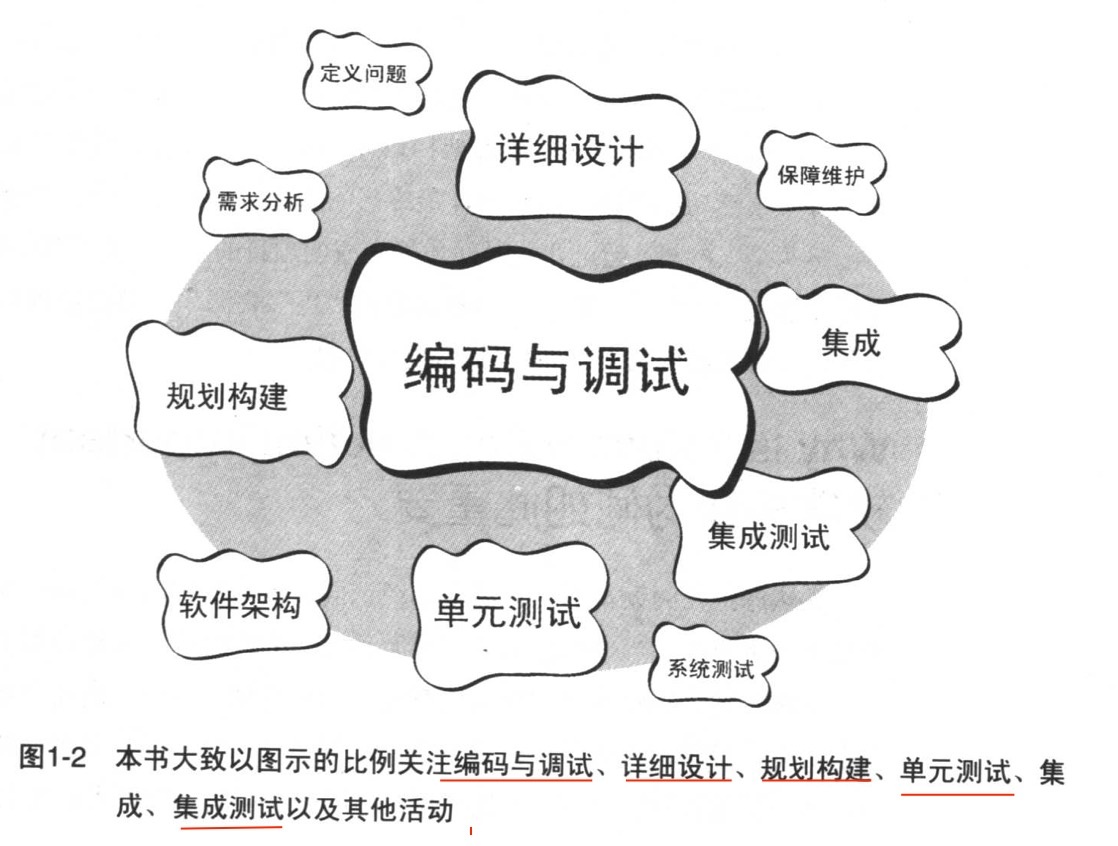 定义问题
详细设计
保障维护
需求分析
编码与调试
集成
规划构建
集成测试
软件架构
单元测试
系统测试
图1-2 本书大致以图示的比例关注编码与调试、详细设计、规划构建、单元测试、集
成、集成测试以及其他活动